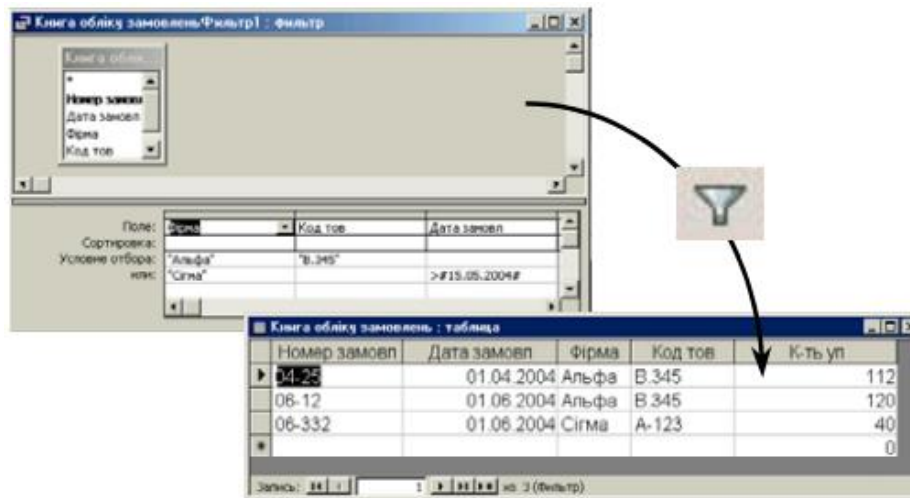 Книга обліку замовленьФильтр1 : фильтр
Книга облік...
*
Номер замовл
Дата замовл
Фірма
Код тов
Поле: Фірма Код тов Дата замовл
Сортировка:
Условие отбора: "Альфа" "В.345"
или: "Сігма" >#15.05.2004#
Книга обліку замовлень : таблица
Номер замовл Дата замовл Фірма Код тов К-ть уп
04-25 01.04.2004 Альфа В.345 112
06-12 01.06.2004 Альфа В.345 120
06-332 01.06.2004 Сігма А-123 40
* 0
Запись: 1 из 3 (Фильтр)